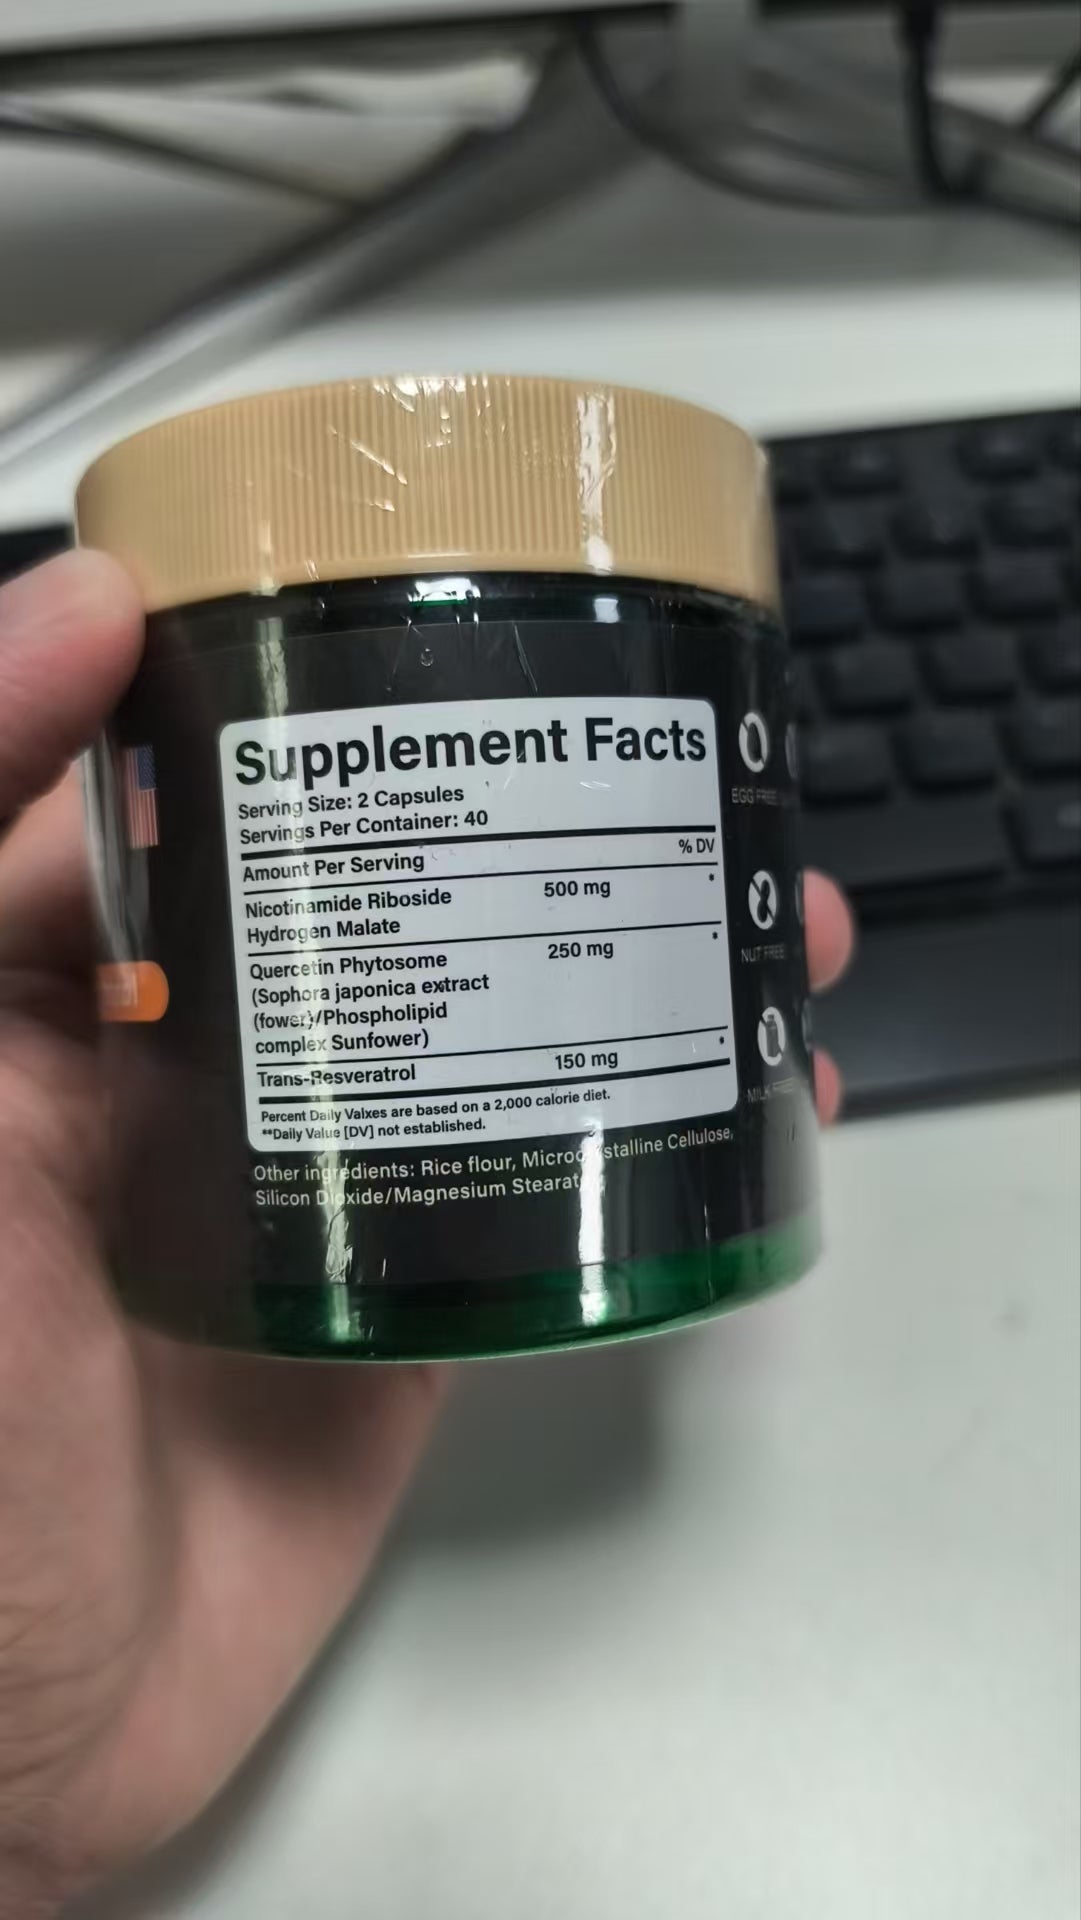 Supplement Facts
Serving Size: 2 Capsules
Servings Per Container: 40
Amount Per Serving % DV
Nicotinamide Riboside 500 mg *
Hydrogen Malate
Quercetin Phytosome 250 mg *
(Sophora japonica extract
(fower)/Phospholipid
complex Sunfower)
Trans-Resveratrol 150 mg *
Percent Daily Valxes are based on a 2,000 calorie diet.
**Daily Value [DV] not established.
Other ingredients: Rice flour, Microcrystalline Cellulose,
Silicon Dioxide/Magnesium Stearate
EGG FREE
NUT FREE
MILK FREE